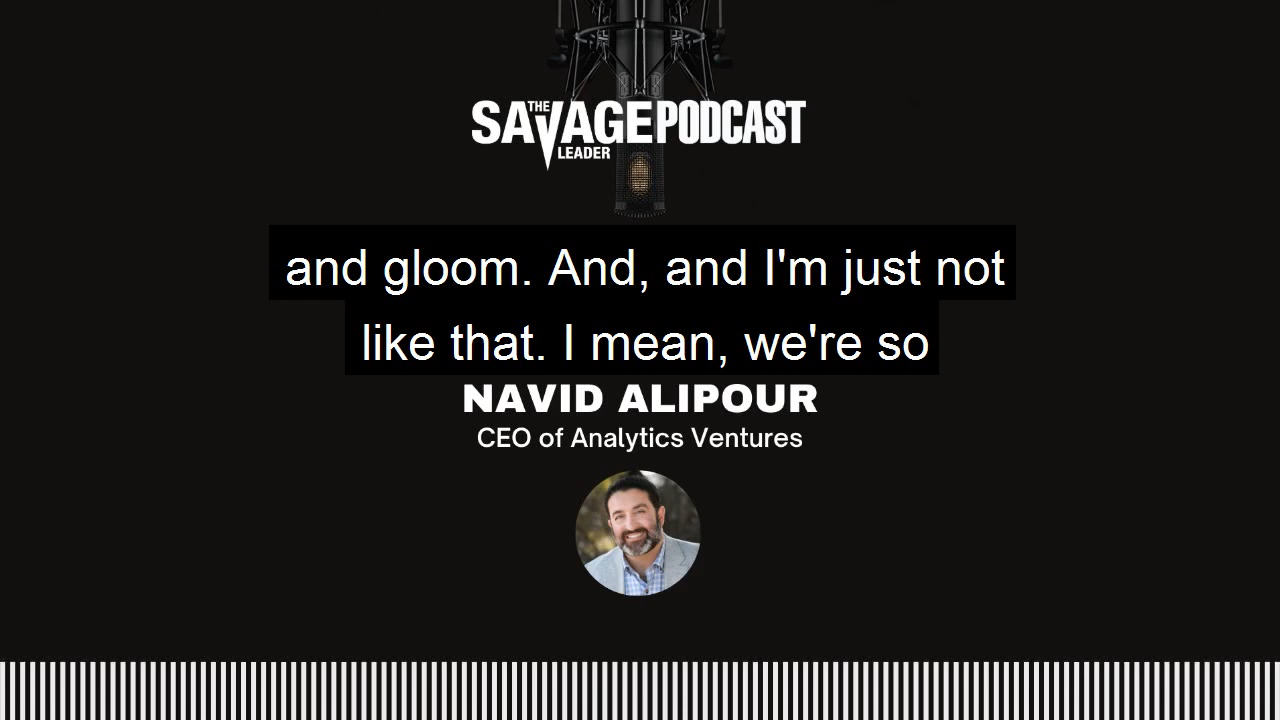 THE SAVAGE LEADER PODCAST
and gloom. And, and I'm just not
like that. I mean, we're so
NAVID ALIPOUR
CEO of Analytics Ventures